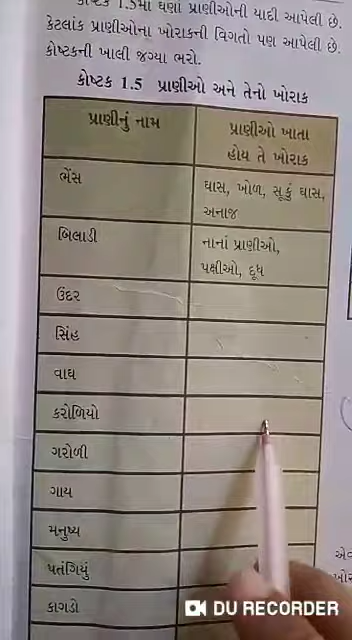 કોષ્ટક 1.5માં ઘણાં પ્રાણીઓની યાદી આપેલી છે.
કેટલાંક પ્રાણીઓના ખોરાકની વિગતો પણ આપેલી છે.
કોષ્ટકની ખાલી જગ્યા ભરો.
કોષ્ટક 1.5 પ્રાણીઓ અને તેનો ખોરાક
પ્રાણીનું નામ
પ્રાણીઓ ખાતા
હોય તે ખોરાક
ભેંસ
ઘાસ, ખોળ, સૂકું ઘાસ,
અનાજ
બિલાડી
નાનાં પ્રાણીઓ,
પક્ષીઓ, દૂધ
ઉંદર
સિંહ
વાઘ
કરોળિયો
ગરોળી
ગાય
મનુષ્ય
પતંગિયું
કાગડો
DU RECORDER